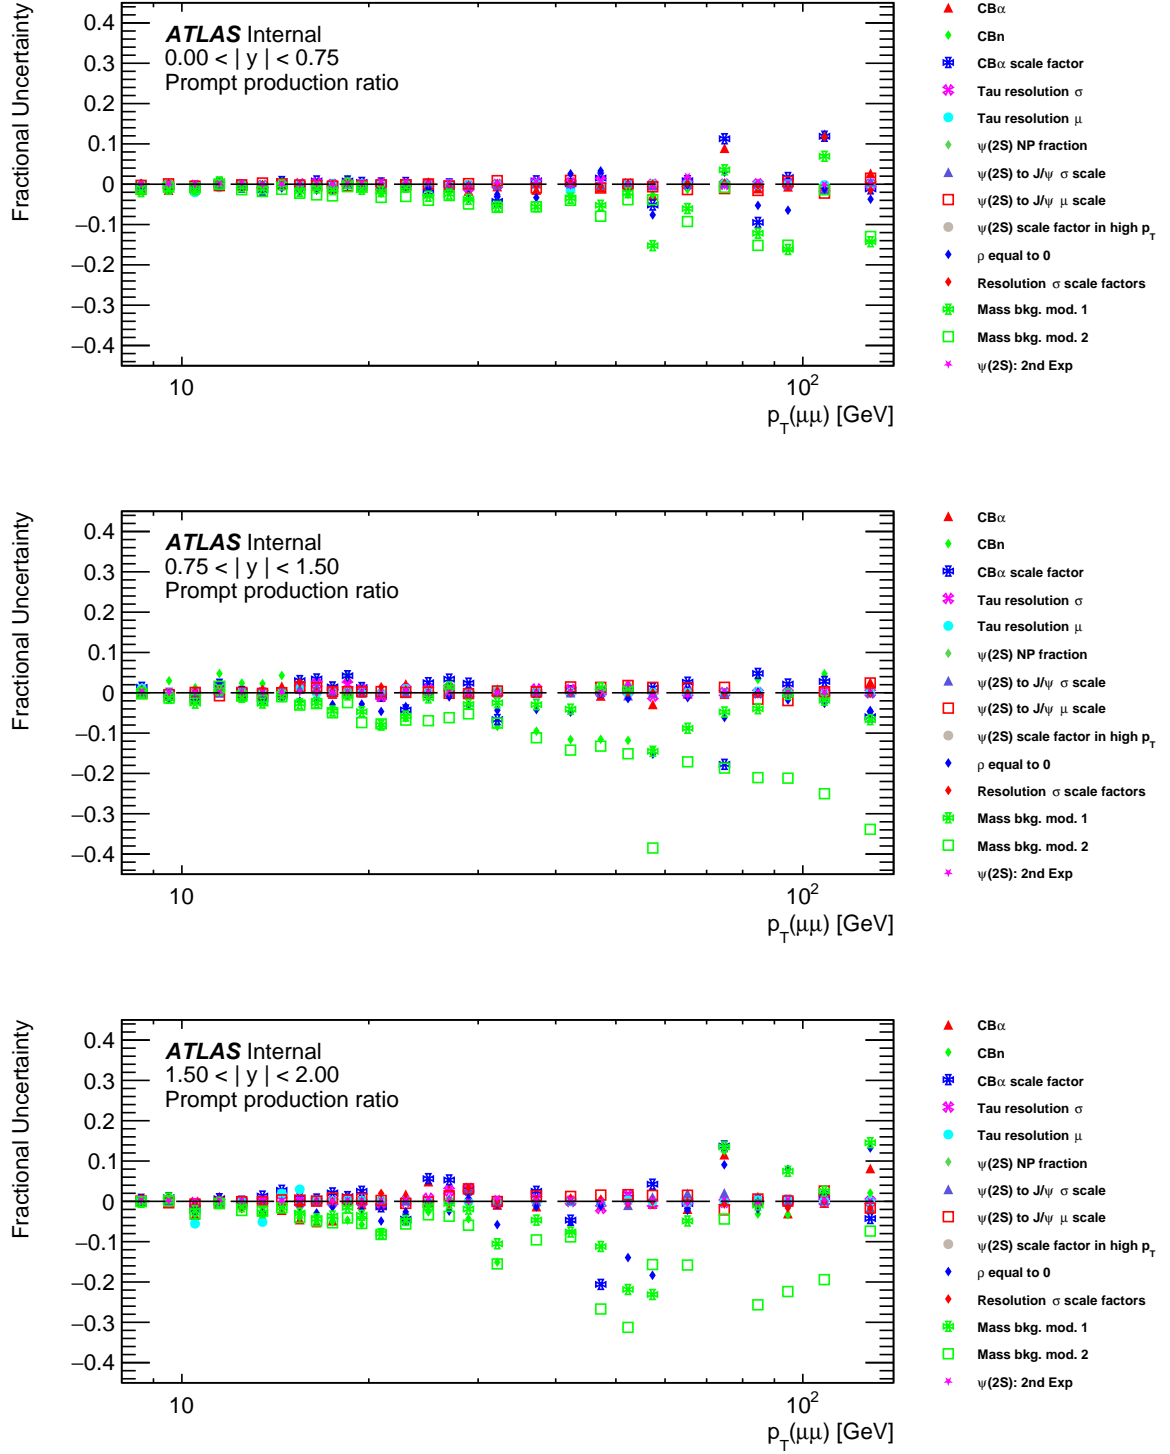 Fractional Uncertainty
0.4
0.3
0.2
0.1
0
−0.1
−0.2
−0.3
−0.4
ATLAS Internal
0.00 < | y | < 0.75
Prompt production ratio
10
10²
p_T(μμ) [GeV]
CBα
CBn
CBα scale factor
Tau resolution σ
Tau resolution μ
ψ(2S) NP fraction
ψ(2S) to J/ψ σ scale
ψ(2S) to J/ψ μ scale
ψ(2S) scale factor in high p_T
ρ equal to 0
Resolution σ scale factors
Mass bkg. mod. 1
Mass bkg. mod. 2
ψ(2S): 2nd Exp
Fractional Uncertainty
0.4
0.3
0.2
0.1
0
−0.1
−0.2
−0.3
−0.4
ATLAS Internal
0.75 < | y | < 1.50
Prompt production ratio
10
10²
p_T(μμ) [GeV]
CBα
CBn
CBα scale factor
Tau resolution σ
Tau resolution μ
ψ(2S) NP fraction
ψ(2S) to J/ψ σ scale
ψ(2S) to J/ψ μ scale
ψ(2S) scale factor in high p_T
ρ equal to 0
Resolution σ scale factors
Mass bkg. mod. 1
Mass bkg. mod. 2
ψ(2S): 2nd Exp
Fractional Uncertainty
0.4
0.3
0.2
0.1
0
−0.1
−0.2
−0.3
−0.4
ATLAS Internal
1.50 < | y | < 2.00
Prompt production ratio
10
10²
p_T(μμ) [GeV]
CBα
CBn
CBα scale factor
Tau resolution σ
Tau resolution μ
ψ(2S) NP fraction
ψ(2S) to J/ψ σ scale
ψ(2S) to J/ψ μ scale
ψ(2S) scale factor in high p_T
ρ equal to 0
Resolution σ scale factors
Mass bkg. mod. 1
Mass bkg. mod. 2
ψ(2S): 2nd Exp